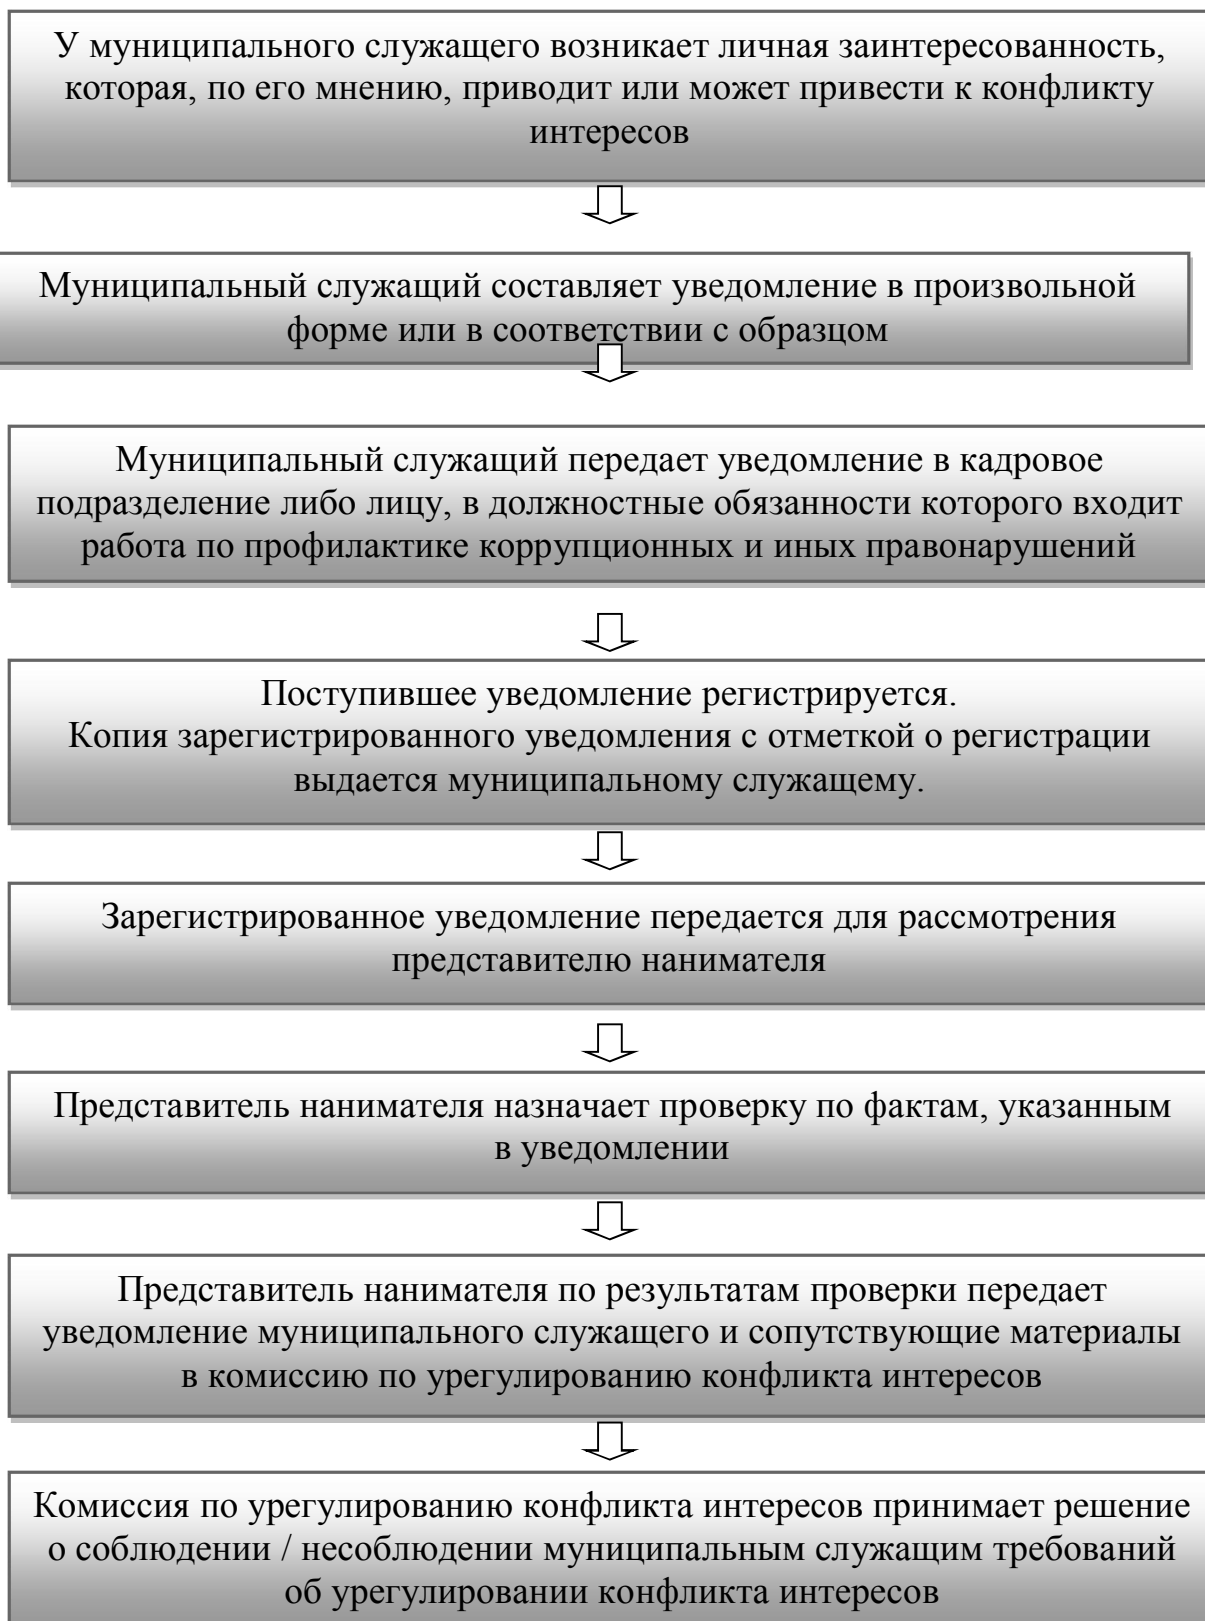 У муниципального служащего возникает личная заинтересованность,
которая, по его мнению, приводит или может привести к конфликту
интересов
Муниципальный служащий составляет уведомление в произвольной
форме или в соответствии с образцом
Муниципальный служащий передает уведомление в кадровое
подразделение либо лицу, в должностные обязанности которого входит
работа по профилактике коррупционных и иных правонарушений
Поступившее уведомление регистрируется.
Копия зарегистрированного уведомления с отметкой о регистрации
выдается муниципальному служащему.
Зарегистрированное уведомление передается для рассмотрения
представителю нанимателя
Представитель нанимателя назначает проверку по фактам, указанным
в уведомлении
Представитель нанимателя по результатам проверки передает
уведомление муниципального служащего и сопутствующие материалы
в комиссию по урегулированию конфликта интересов
Комиссия по урегулированию конфликта интересов принимает решение
о соблюдении / несоблюдении муниципальным служащим требований
об урегулировании конфликта интересов